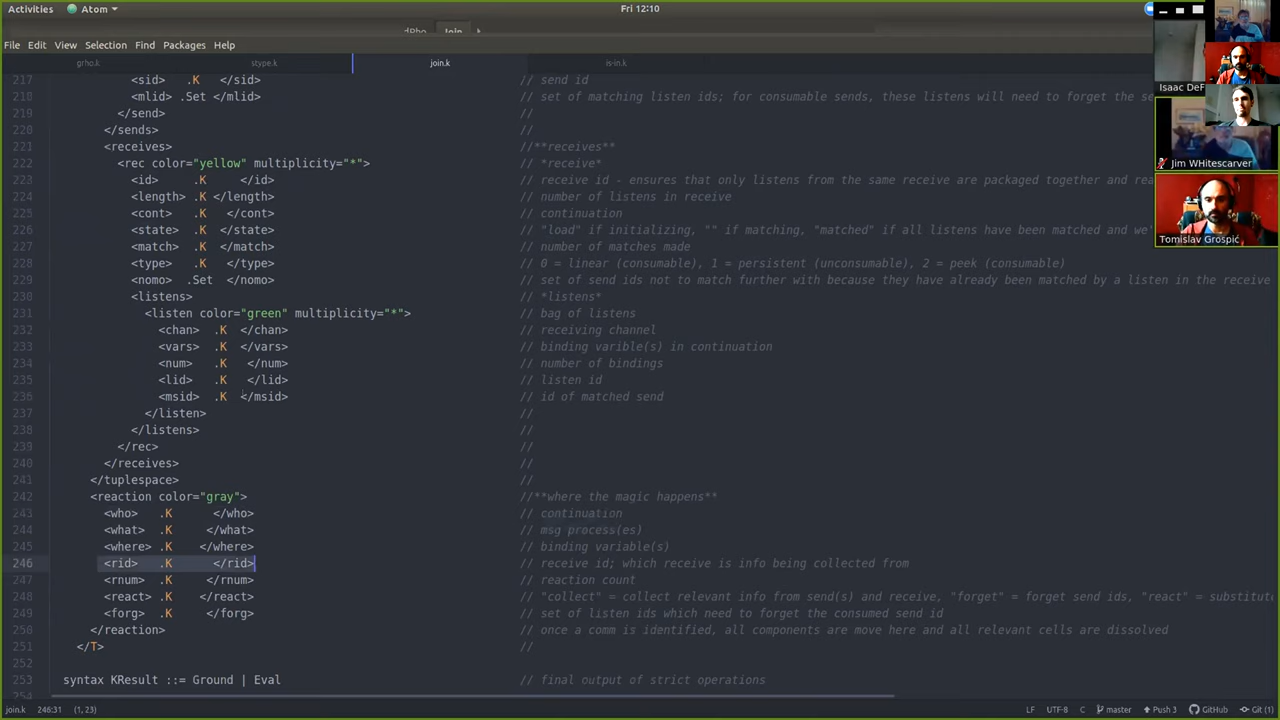 Activities Atom Fri 12:10
Join
File Edit View Selection Find Packages Help
grho.k stype.k join.k is-in.k
217 <sid> .K </sid> // send id
218 <mlid> .Set </mlid> // set of matching listen ids; for consumable sends, these listens will need to forget the se
219 </send> //
220 </sends> //
221 <receives> //**receives**
222 <rec color="yellow" multiplicity="*"> // *receive*
223 <id> .K </id> // receive id - ensures that only listens from the same receive are packaged together and rea
224 <length> .K </length> // number of listens in receive
225 <cont> .K </cont> // continuation
226 <state> .K </state> // "load" if initializing, "" if matching, "matched" if all listens have been matched and we'
227 <match> .K </match> // number of matches made
228 <type> .K </type> // 0 = linear (consumable), 1 = persistent (unconsumable), 2 = peek (consumable)
229 <nomo> .Set </nomo> // set of send ids not to match further with because they have already been matched by a listen in the receive
230 <listens> // *listens*
231 <listen color="green" multiplicity="*"> // bag of listens
232 <chan> .K </chan> // receiving channel
233 <vars> .K </vars> // binding varible(s) in continuation
234 <num> .K </num> // number of bindings
235 <lid> .K </lid> // listen id
236 <msid> .K </msid> // id of matched send
237 </listen> //
238 </listens> //
239 </rec> //
240 </receives> //
241 </tuplespace> //
242 <reaction color="gray"> //**where the magic happens**
243 <who> .K </who> // continuation
244 <what> .K </what> // msg process(es)
245 <where> .K </where> // binding variable(s)
246 <rid> .K </rid> // receive id; which receive is info being collected from
247 <rnum> .K </rnum> // reaction count
248 <react> .K </react> // "collect" = collect relevant info from send(s) and receive, "forget" = forget send ids, "react" = substitute
249 <forg> .K </forg> // set of listen ids which need to forget the consumed send id
250 </reaction> // once a comm is identified, all components are move here and all relevant cells are dissolved
251 </T> //
252
253 syntax KResult ::= Ground | Eval // final output of strict operations
254
join.k 246:31 (1, 23) LF UTF-8 C master Push 3 GitHub Git (1)
Isaac DeF
Jim WHitescarver
Tomislav Grospić